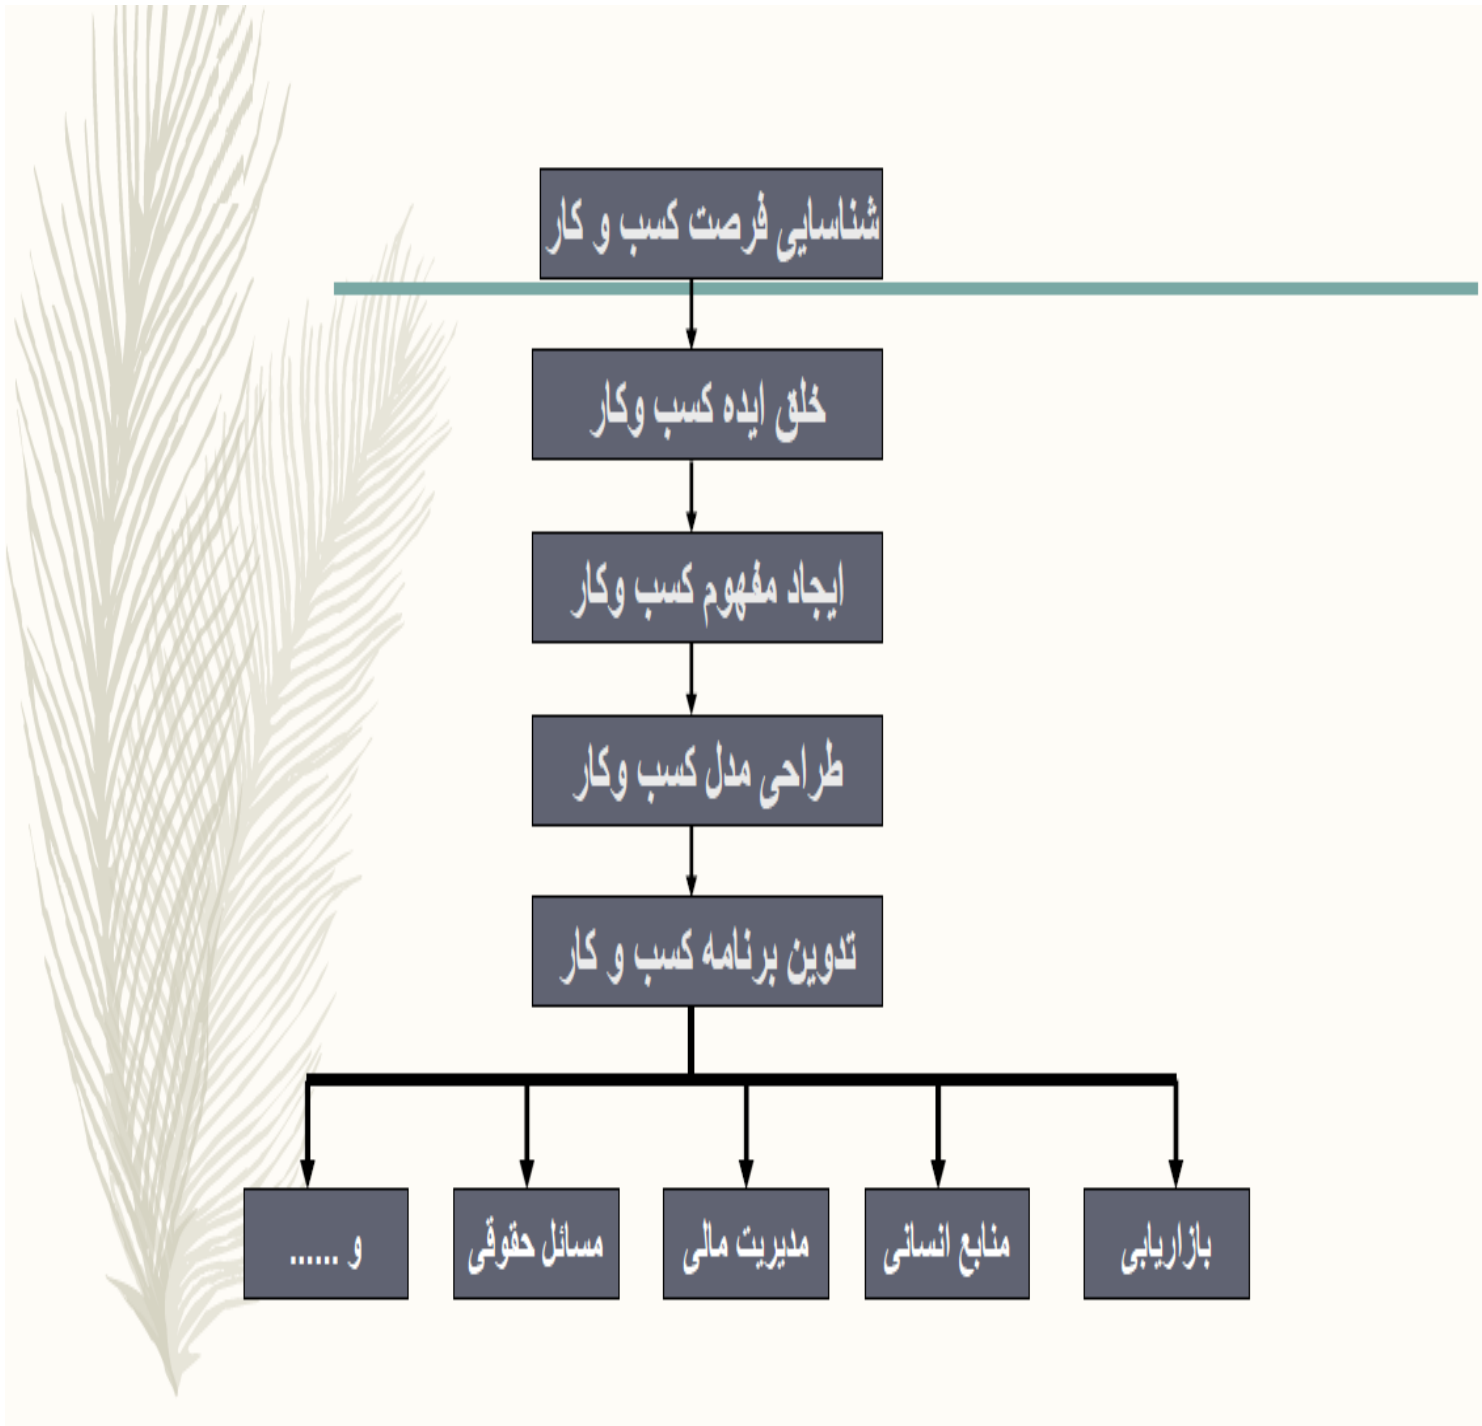 شناسایی فرصت کسب و کار
خلق ایده کسب وکار
ایجاد مفهوم کسب وکار
طراحی مدل کسب وکار
تدوین برنامه کسب و کار
بازاریابی
منابع انسانی
مدیریت مالی
مسائل حقوقی
و ......